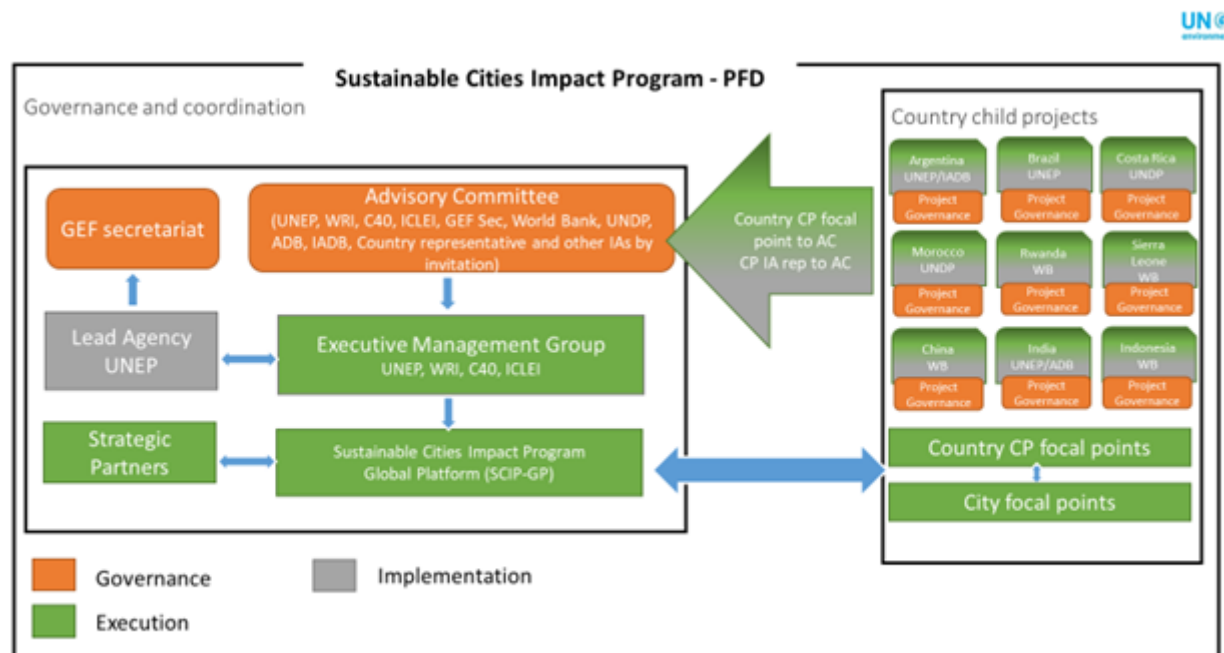 UN
environment
Sustainable Cities Impact Program - PFD
Governance and coordination
GEF secretariat
Advisory Committee
(UNEP, WRI, C40, ICLEI, GEF Sec, World Bank, UNDP,
ADB, IADB, Country representative and other IAs by
invitation)
Lead Agency
UNEP
Executive Management Group
UNEP, WRI, C40, ICLEI
Strategic
Partners
Sustainable Cities Impact Program
Global Platform (SCIP-GP)
Country CP focal
point to AC
CP IA rep to AC
Country child projects
Argentina
UNEP/IADB
Project
Governance
Brazil
UNEP
Project
Governance
Costa Rica
UNDP
Project
Governance
Morocco
UNDP
Project
Governance
Rwanda
WB
Project
Governance
Sierra
Leone
WB
Project
Governance
China
WB
Project
Governance
India
UNEP/ADB
Project
Governance
Indonesia
WB
Project
Governance
Country CP focal points
City focal points
Governance
Implementation
Execution